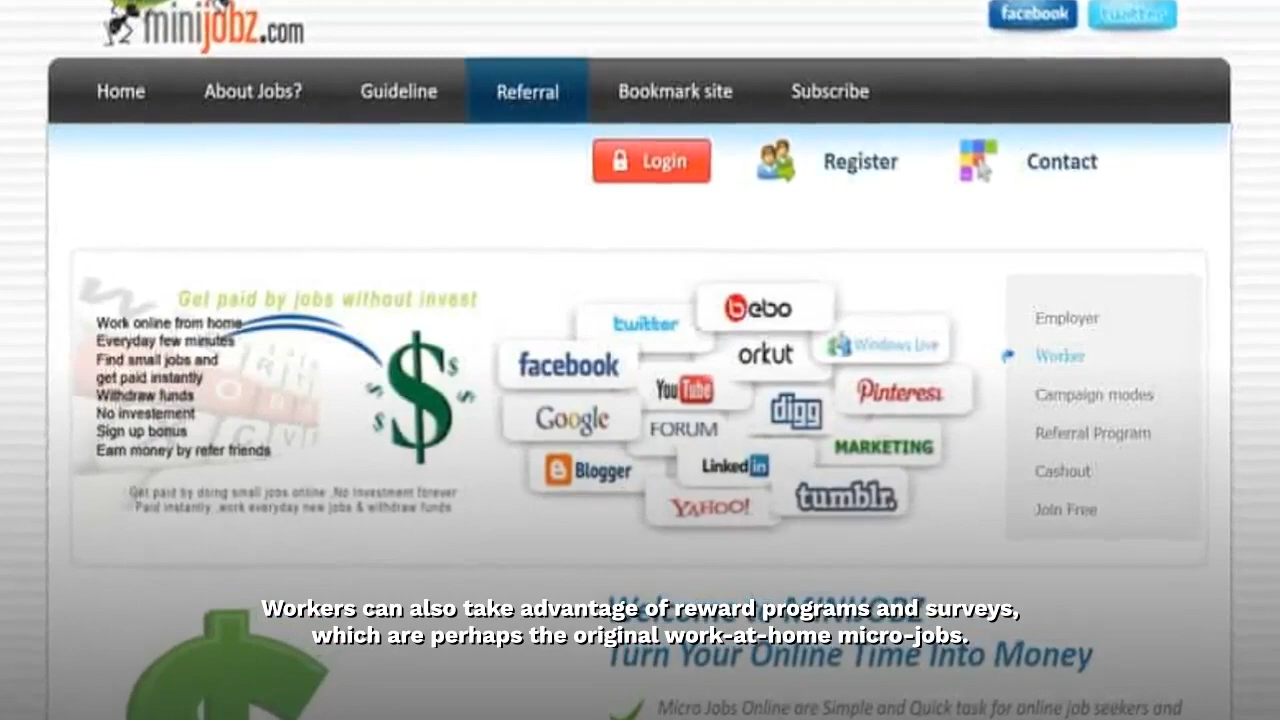 minijobz.com
facebook twitter
Home About Jobs? Guideline Referral Bookmark site Subscribe
Login Register Contact
Get paid by jobs without invest
Work online from home
Everyday few minutes
Find small jobs and
get paid instantly
Withdraw funds
No investement
Sign up bonus
Earn money by refer friends
Get paid by doing small jobs online .No Investment forever
Paid instantly .work everyday new jobs & withdraw funds
bebo
twitter
orkut
Windows Live
facebook
YouTube
Pinterest
digg
Google
FORUM
MARKETING
Linkedin
Blogger
tumblr.
YAHOO!
Employer
Worker
Campaign modes
Referral Program
Cashout
Join Free
Welcome to MINIJOBZ
Workers can also take advantage of reward programs and surveys,
which are perhaps the original work-at-home micro-jobs.
Turn Your Online Time Into Money
Micro Jobs Online are Simple and Quick task for online job seekers and